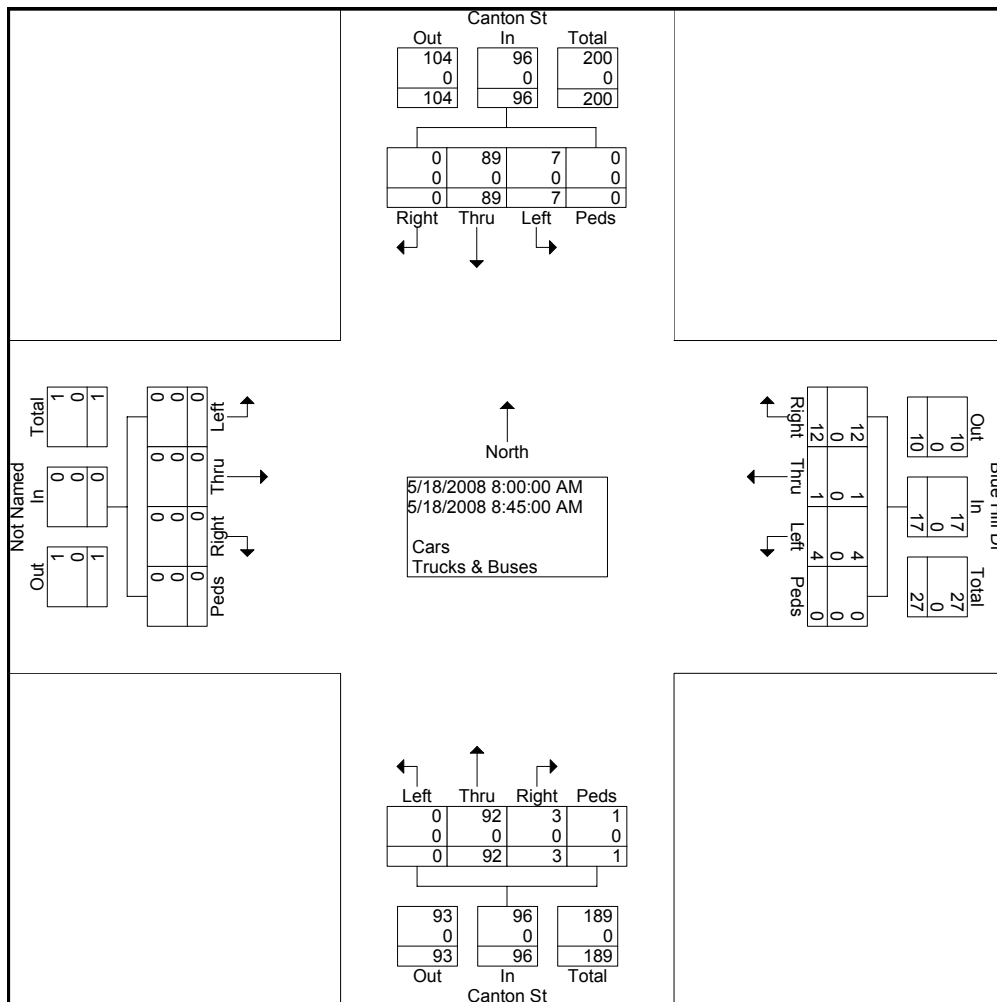 Canton St
Out In Total
104 96 200
0 0 0
104 96 200
0 89 7 0
0 0 0 0
0 89 7 0
Right Thru Left Peds
Not Named
Out In Total
1 0 1
0 0 0
1 0 1
Left Thru Right Peds
0 0 0 0
0 0 0 0
0 0 0 0
North
5/18/2008 8:00:00 AM
5/18/2008 8:45:00 AM
Cars
Trucks & Buses
Right Thru Left Peds
12 1 4 0
0 0 0 0
12 1 4 0
Out In Total
10 17 27
0 0 0
10 17 27
Blue Hill Dr
Left Thru Right Peds
0 92 3 1
0 0 0 0
0 92 3 1
93 96 189
0 0 0
93 96 189
Out In Total
Canton St